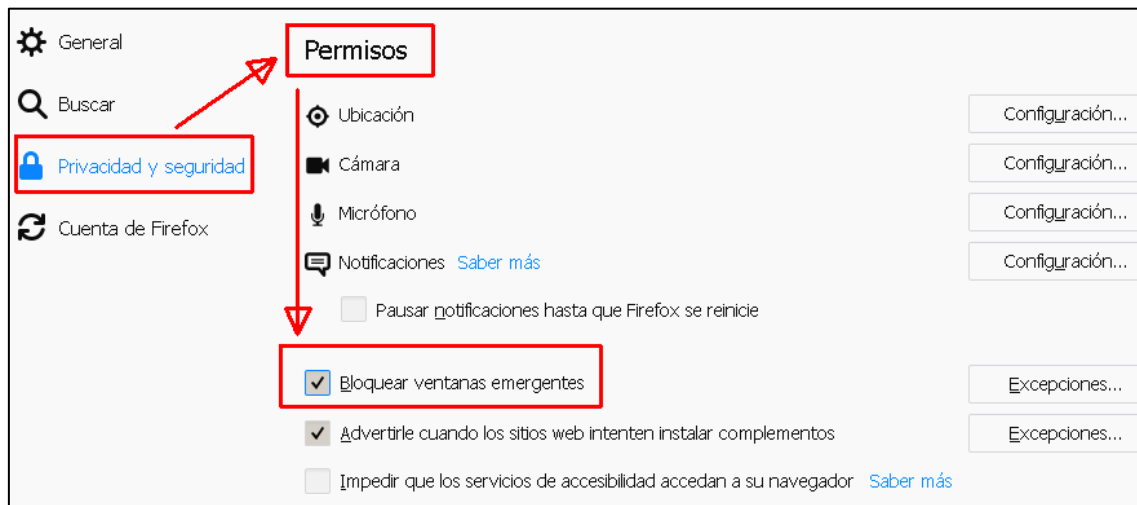 General
Buscar
Privacidad y seguridad
Cuenta de Firefox
Permisos
Ubicación Configuración...
Cámara Configuración...
Micrófono Configuración...
Notificaciones Saber más Configuración...
Pausar notificaciones hasta que Firefox se reinicie
Bloquear ventanas emergentes Excepciones...
Advertirle cuando los sitios web intenten instalar complementos Excepciones...
Impedir que los servicios de accesibilidad accedan a su navegador Saber más